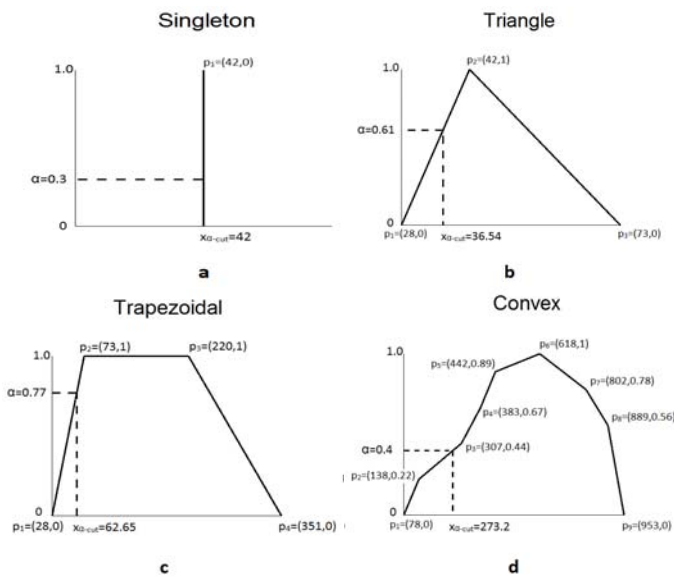 Singleton
p₁=(42,0)
1.0
α=0.3
0
xα-cut=42
a
Triangle
p₂=(42,1)
1.0
α=0.61
0
p₁=(28,0)
xα-cut=36.54
p₃=(73,0)
b
Trapezoidal
p₂=(73,1)
p₃=(220,1)
1.0
α=0.77
0
p₁=(28,0)
xα-cut=62.65
p₄=(351,0)
c
Convex
p₆=(618,1)
1.0
p₅=(442,0.89)
p₇=(802,0.78)
p₄=(383,0.67)
p₈=(889,0.56)
α=0.4
p₃=(307,0.44)
p₂=(138,0.22)
0
p₁=(78,0)
xα-cut=273.2
p₉=(953,0)
d